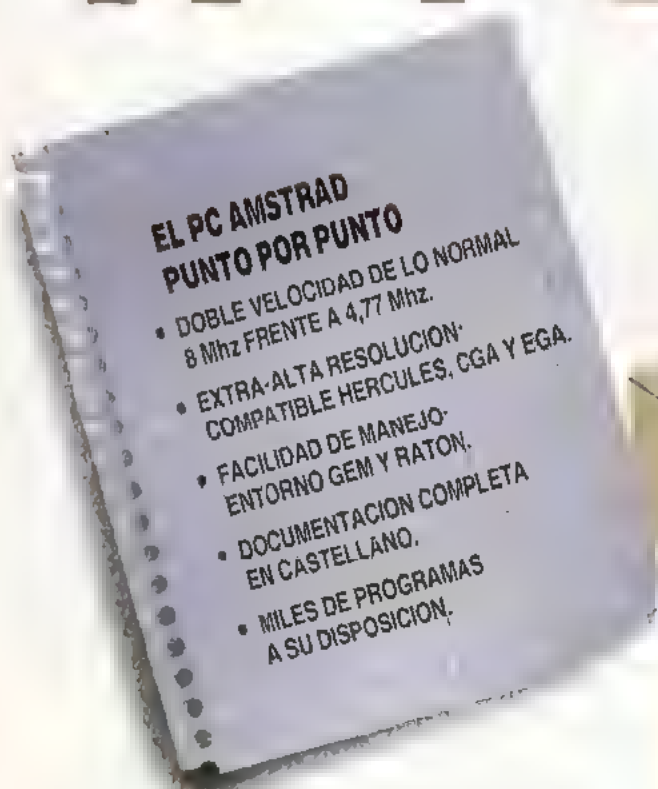 EL PC AMSTRAD
PUNTO POR PUNTO
• DOBLE VELOCIDAD DE LO NORMAL
8 Mhz FRENTE A 4,77 Mhz.
• EXTRA-ALTA RESOLUCION-
COMPATIBLE HERCULES, CGA Y EGA.
• FACILIDAD DE MANEJO-
ENTORNO GEM Y RATON.
• DOCUMENTACION COMPLETA
EN CASTELLANO.
• MILES DE PROGRAMAS
A SU DISPOSICION.